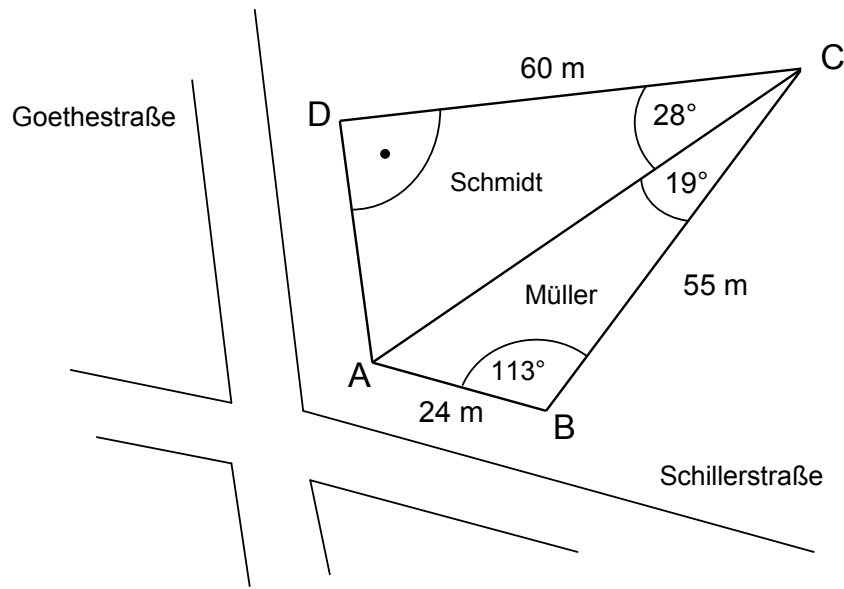 60 m
C
Goethestraße
D
28°
Schmidt
19°
55 m
Müller
A
113°
24 m
B
Schillerstraße